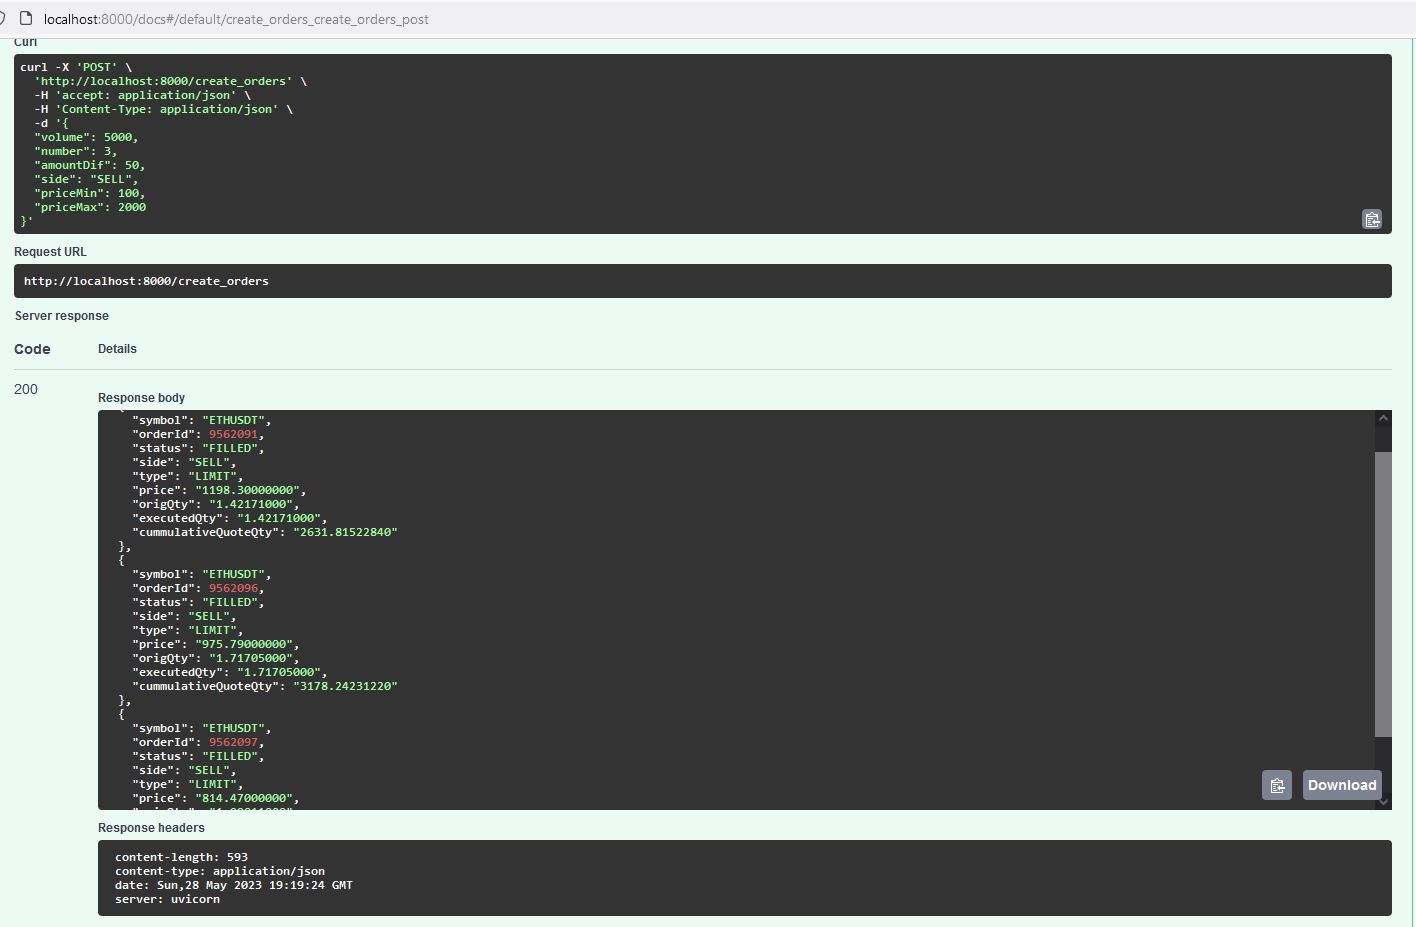 localhost:8000/docs#/default/create_orders_create_orders_post
Curl
curl -X 'POST' \
'http://localhost:8000/create_orders' \
-H 'accept: application/json' \
-H 'Content-Type: application/json' \
-d '{
"volume": 5000,
"number": 3,
"amountDif": 50,
"side": "SELL",
"priceMin": 100,
"priceMax": 2000
}'
Request URL
http://localhost:8000/create_orders
Server response
Code Details
200
Response body
{
"symbol": "ETHUSDT",
"orderId": 9562091,
"status": "FILLED",
"side": "SELL",
"type": "LIMIT",
"price": "1198.30000000",
"origQty": "1.42171000",
"executedQty": "1.42171000",
"cummulativeQuoteQty": "2631.81522840"
},
{
"symbol": "ETHUSDT",
"orderId": 9562096,
"status": "FILLED",
"side": "SELL",
"type": "LIMIT",
"price": "975.79000000",
"origQty": "1.71705000",
"executedQty": "1.71705000",
"cummulativeQuoteQty": "3178.24231220"
},
{
"symbol": "ETHUSDT",
"orderId": 9562097,
"status": "FILLED",
"side": "SELL",
"type": "LIMIT",
"price": "814.47000000",
Download
Response headers
content-length: 593
content-type: application/json
date: Sun,28 May 2023 19:19:24 GMT
server: uvicorn